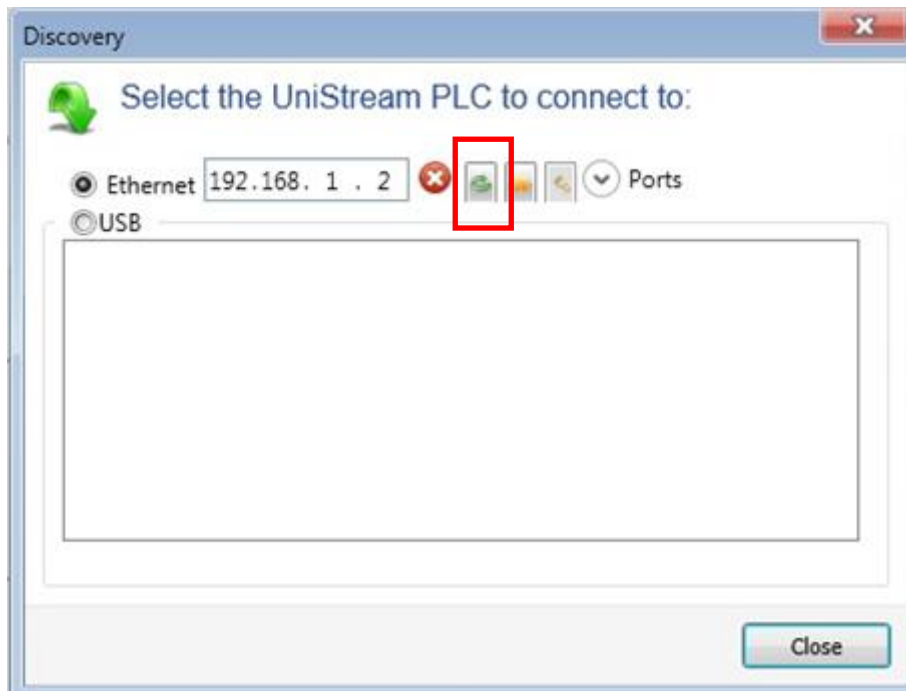 Discovery
Select the UniStream PLC to connect to:
Ethernet 192.168. 1 . 2 Ports
USB
Close